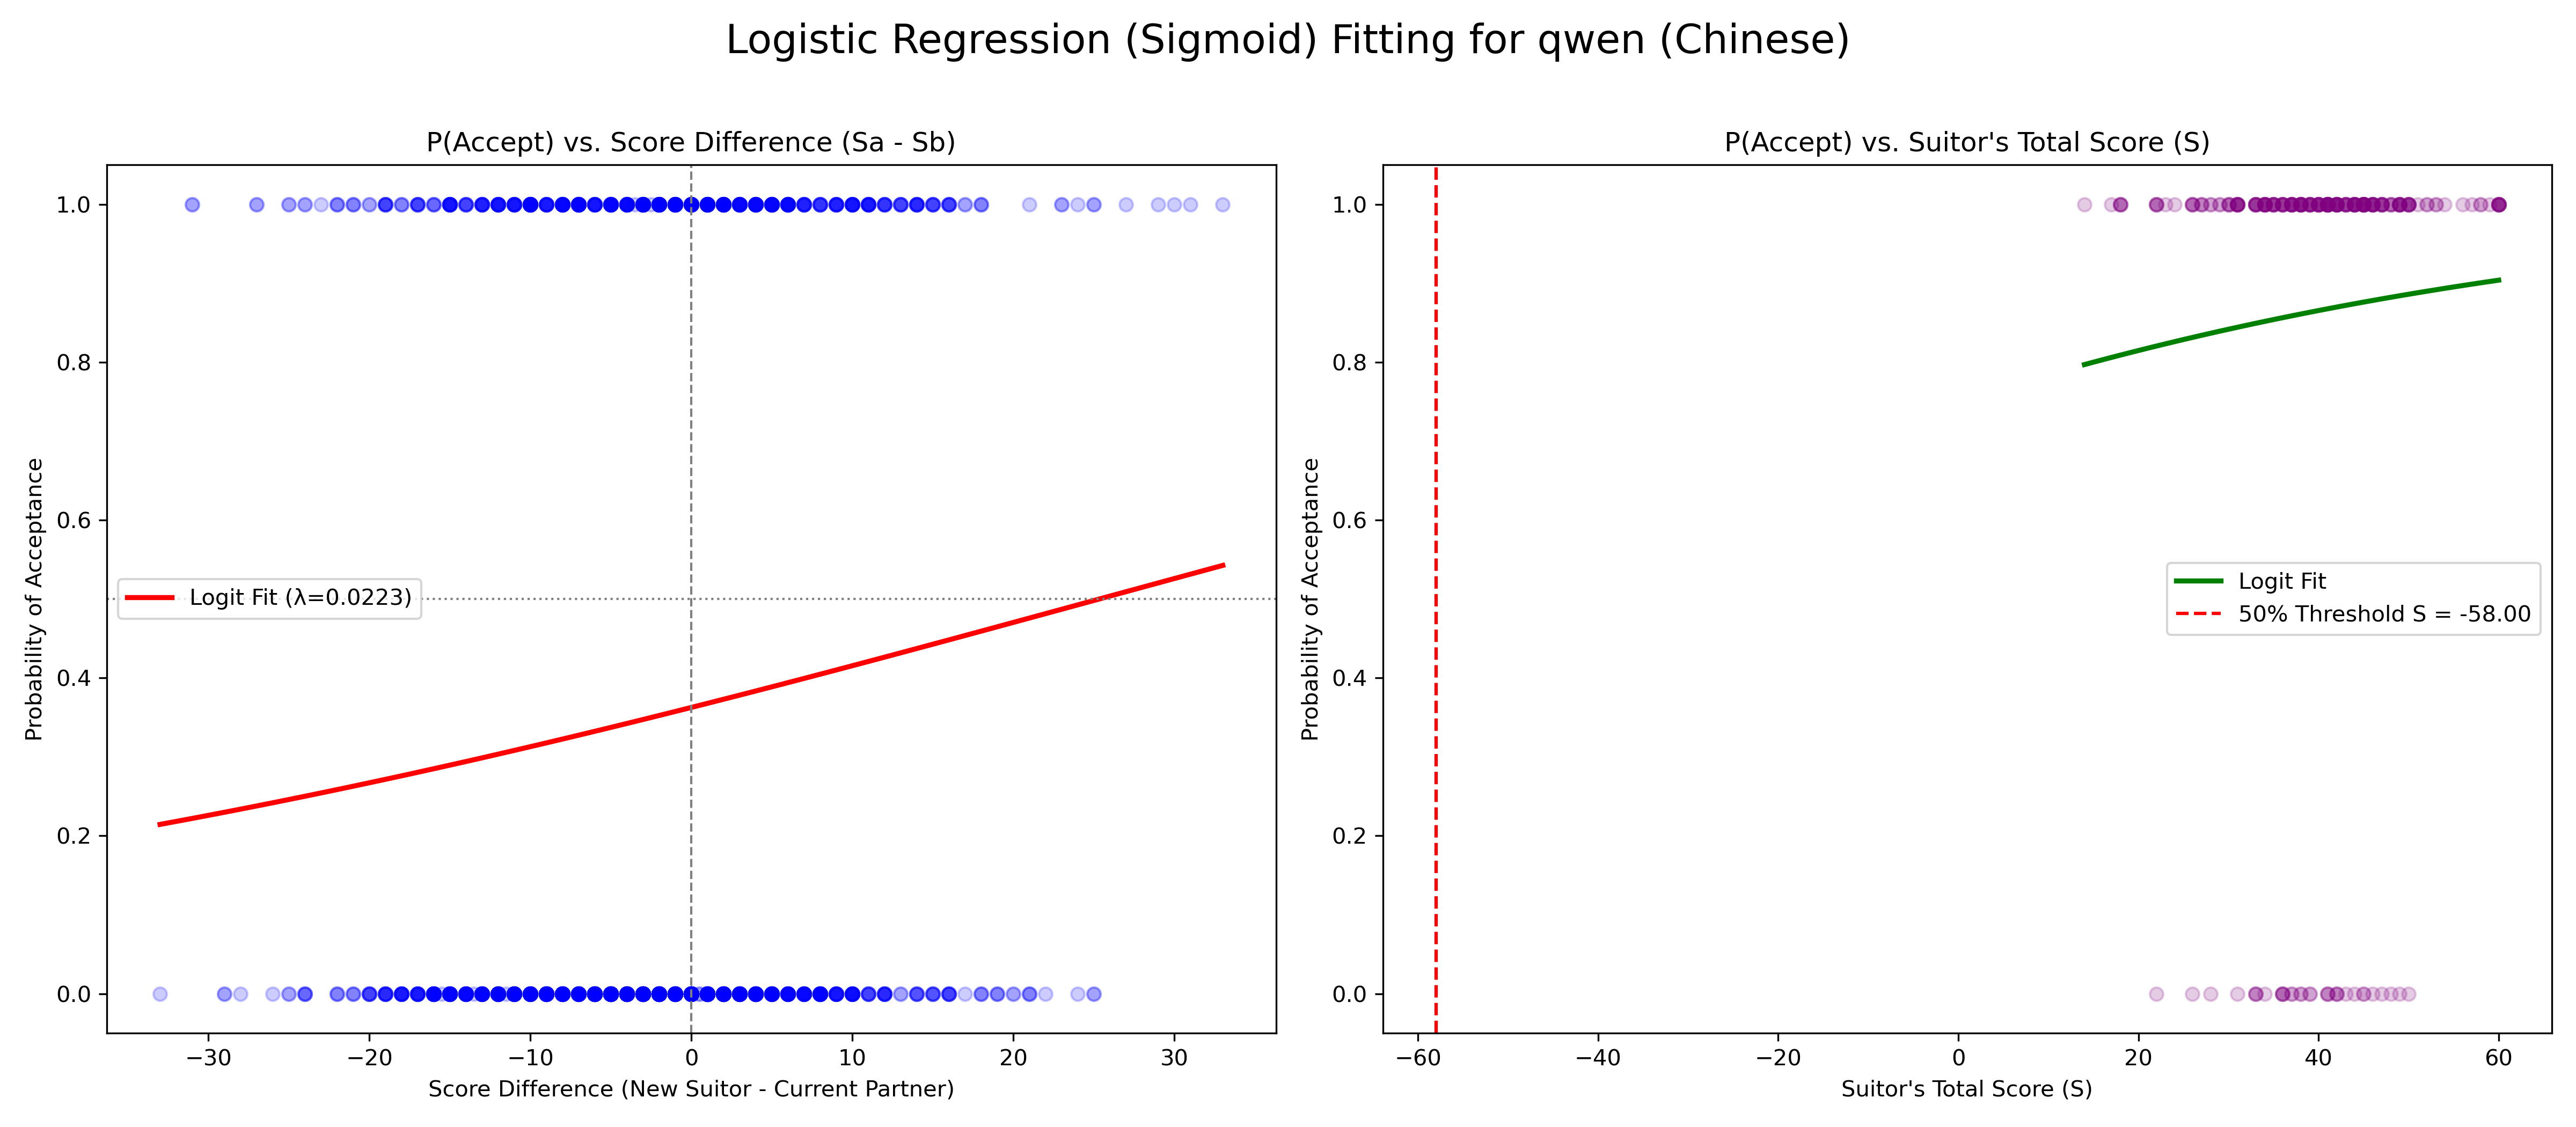 Logistic Regression (Sigmoid) Fitting for qwen (Chinese)
P(Accept) vs. Score Difference (Sa - Sb)
Probability of Acceptance
1.0
0.8
0.6
0.4
0.2
0.0
Logit Fit (λ=0.0223)
−30
−20
−10
0
10
20
30
Score Difference (New Suitor - Current Partner)
P(Accept) vs. Suitor's Total Score (S)
Probability of Acceptance
1.0
0.8
0.6
0.4
0.2
0.0
Logit Fit
50% Threshold S = -58.00
−60
−40
−20
0
20
40
60
Suitor's Total Score (S)